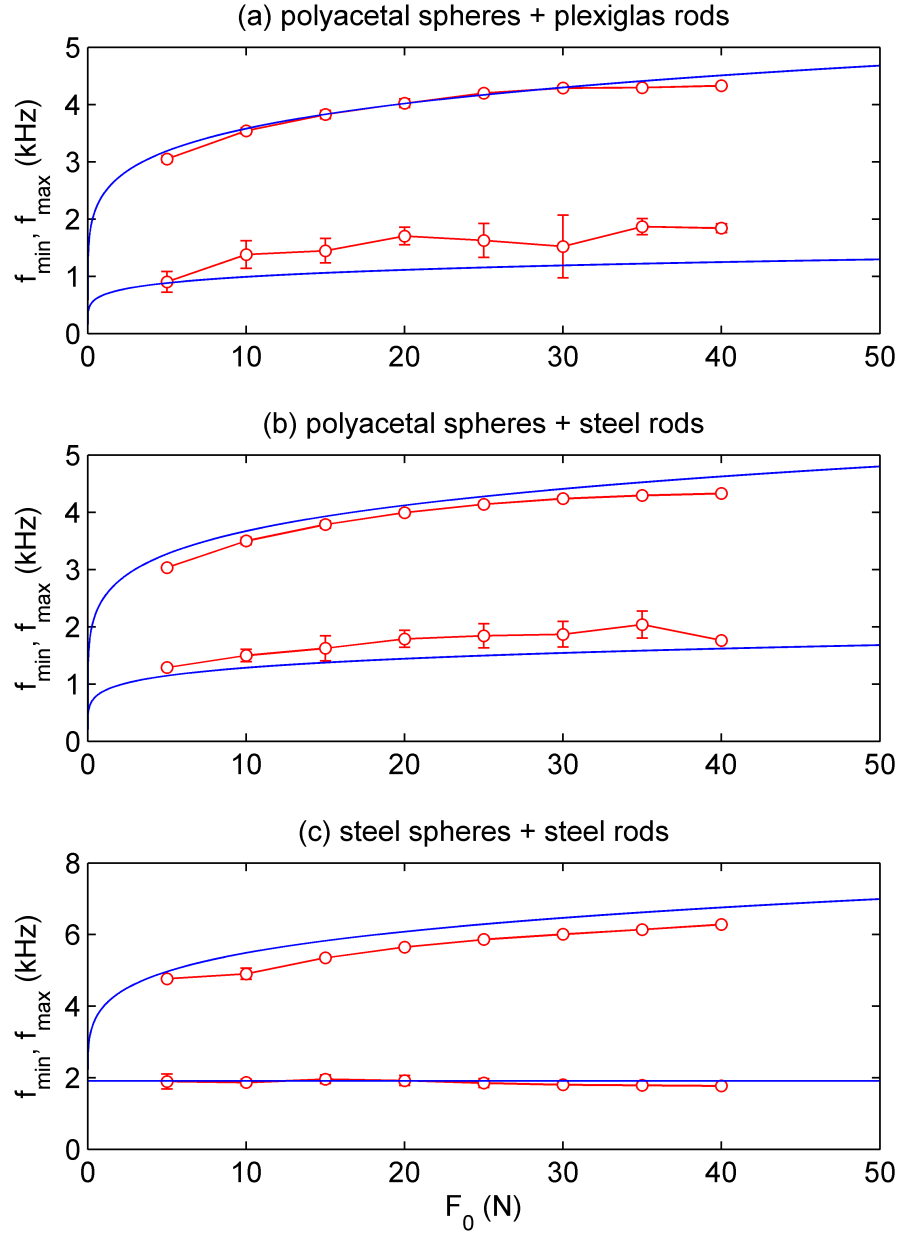 (a) polyacetal spheres + plexiglas rods
5
4
3
2
1
0
f_min, f_max (kHz)
0 10 20 30 40 50
(b) polyacetal spheres + steel rods
5
4
3
2
1
0
f_min, f_max (kHz)
0 10 20 30 40 50
(c) steel spheres + steel rods
8
6
4
2
0
f_min, f_max (kHz)
0 10 20 30 40 50
F_0 (N)